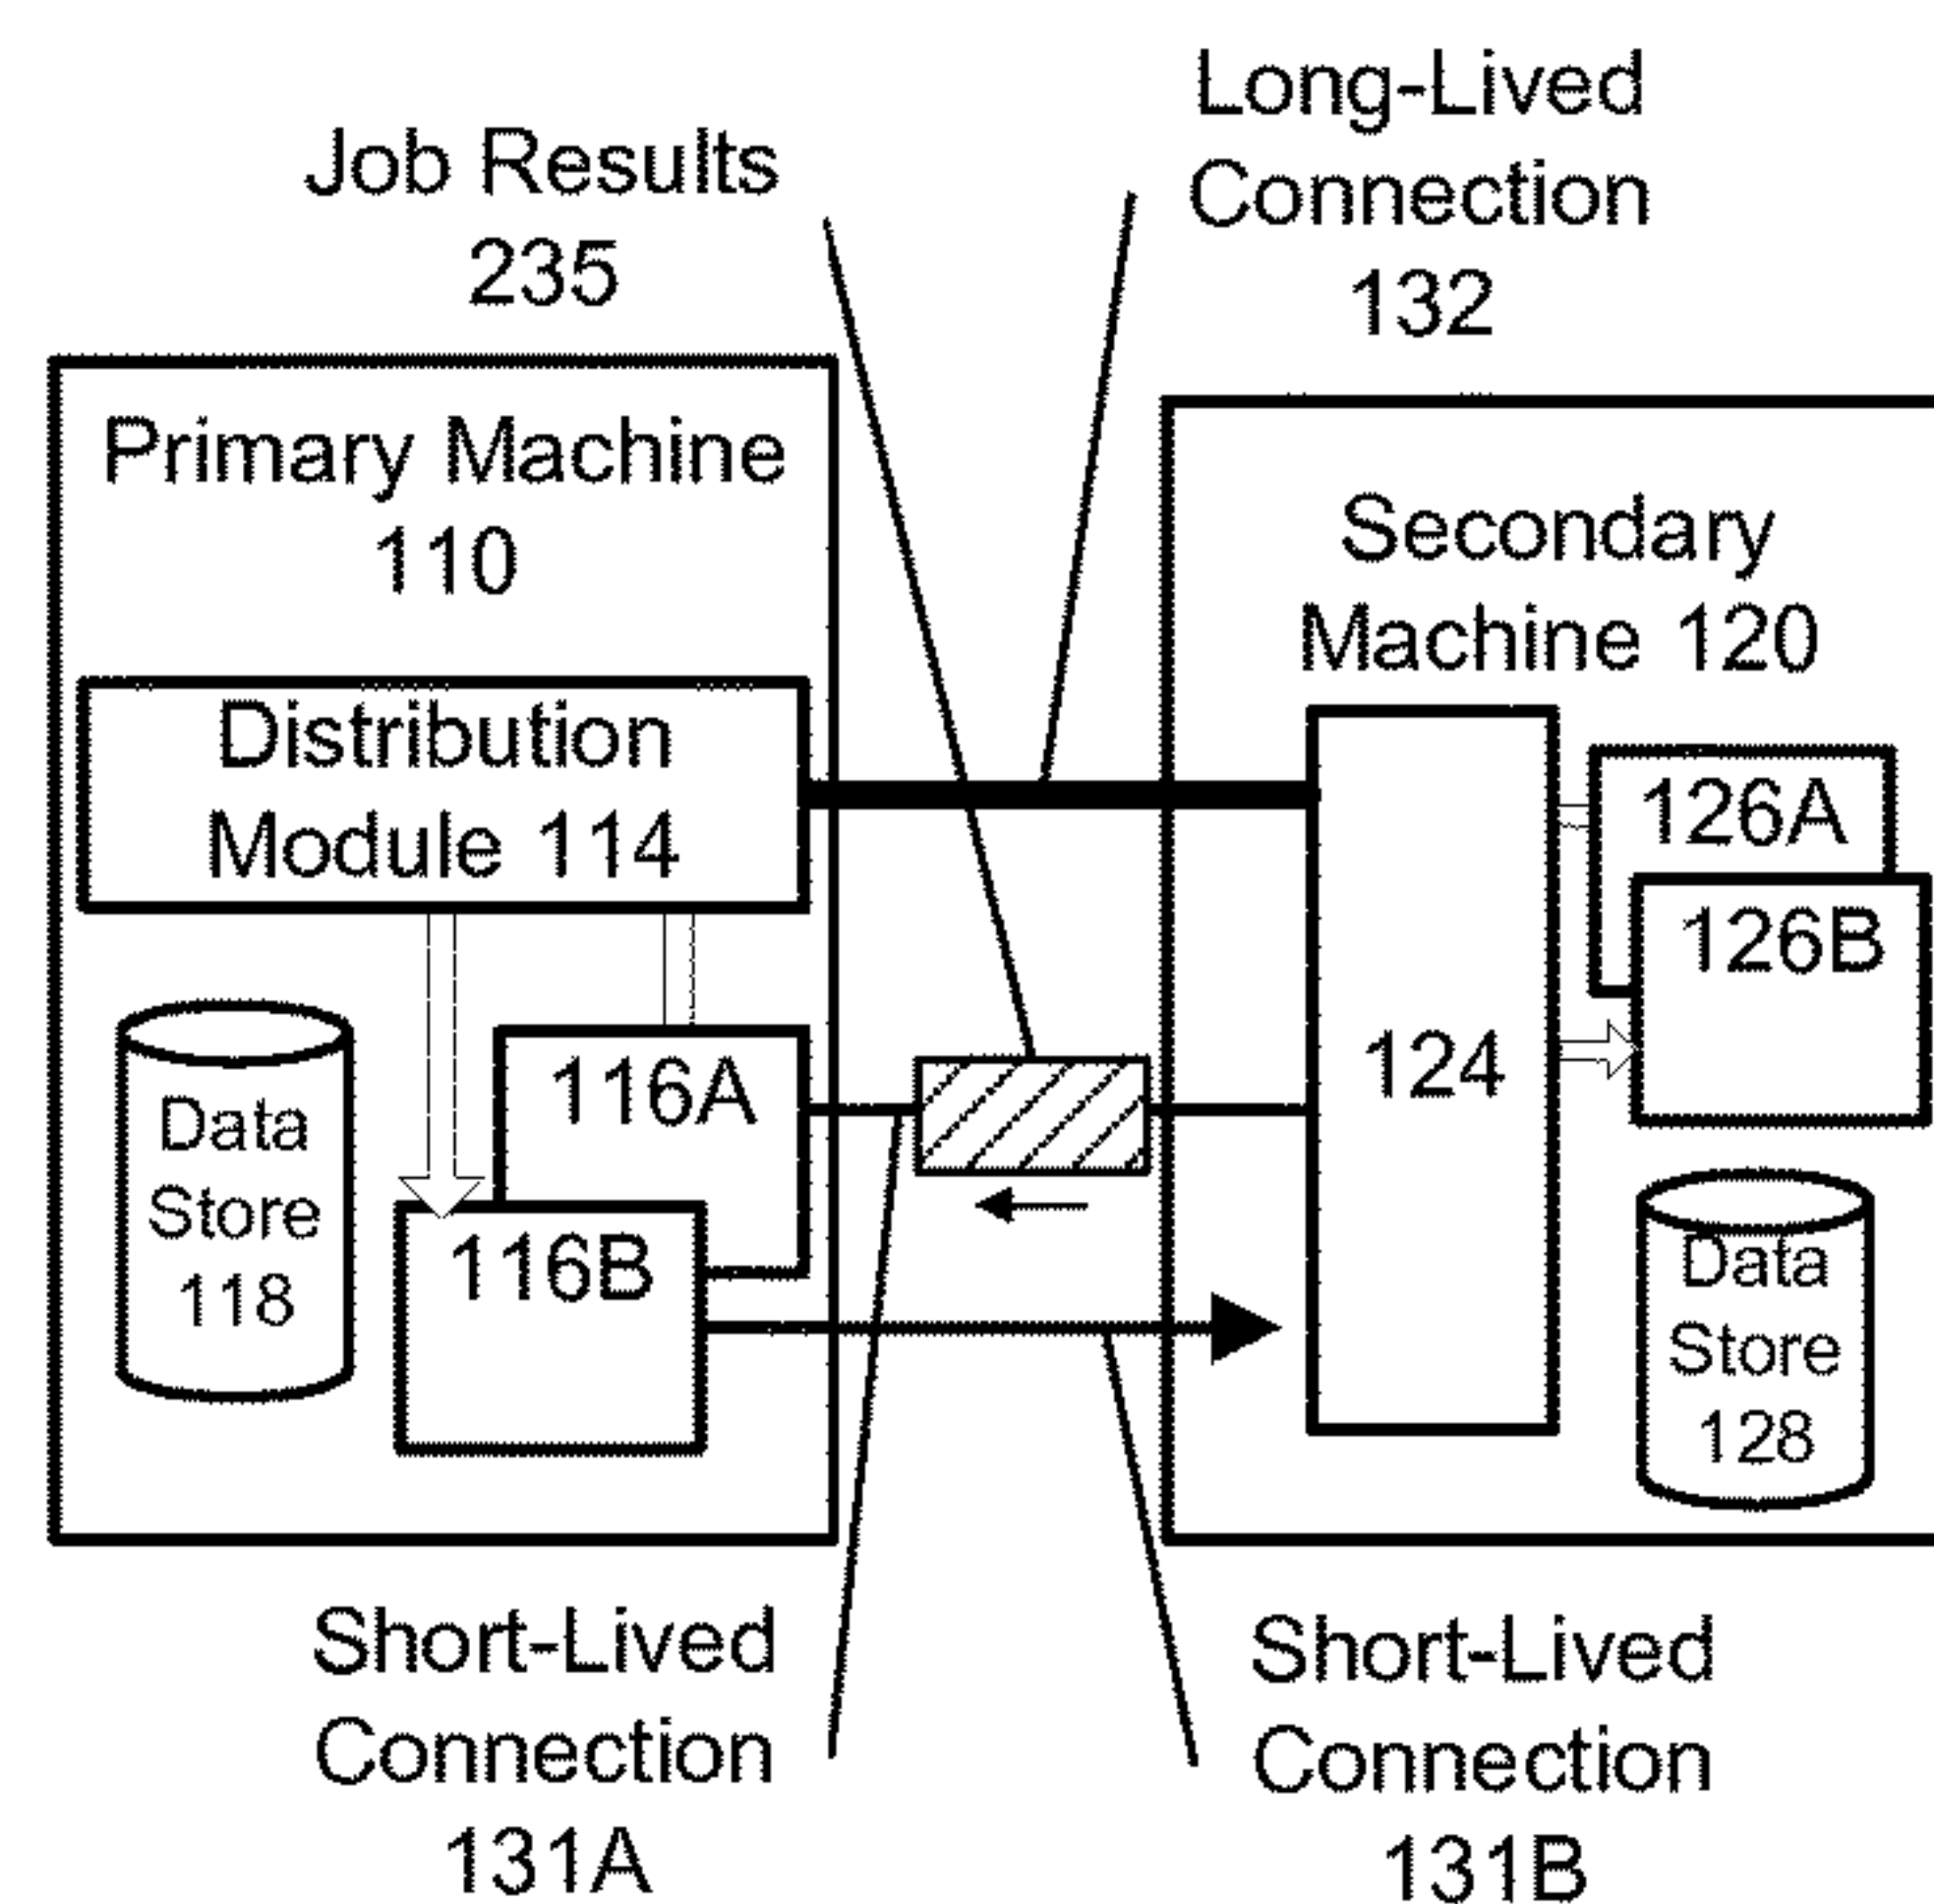 Job Results
235
Long-Lived
Connection
132
Primary Machine
110
Distribution
Module 114
116A
116B
Data
Store
118
Secondary
Machine 120
124
126A
126B
Data
Store
128
Short-Lived
Connection
131A
Short-Lived
Connection
131B